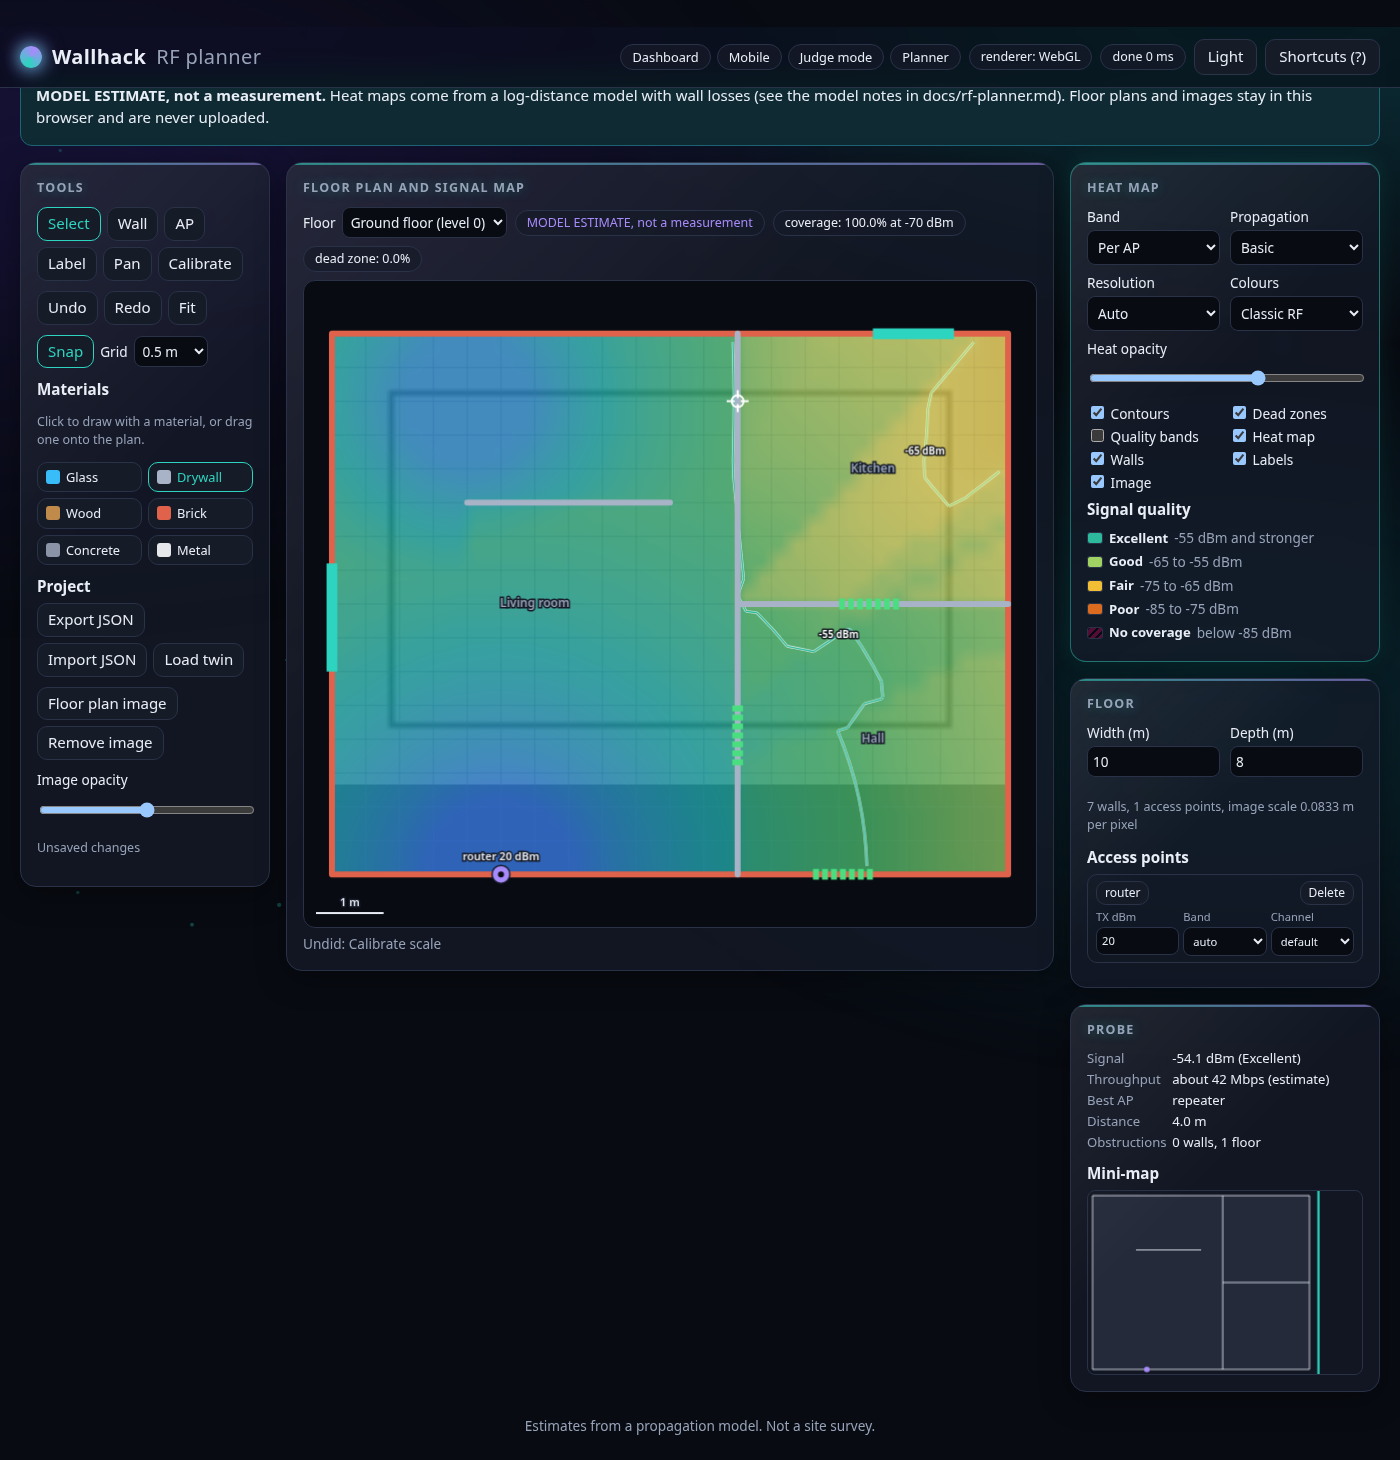 Wallhack RF planner
Dashboard
Mobile
Judge mode
Planner
renderer: WebGL
done 0 ms
Light
Shortcuts (?)
MODEL ESTIMATE, not a measurement. Heat maps come from a log-distance model with wall losses (see the model notes in docs/rf-planner.md). Floor plans and images stay in this
browser and are never uploaded.
TOOLS
Select
Wall
AP
Label
Pan
Calibrate
Undo
Redo
Fit
Snap
Grid
0.5 m
Materials
Click to draw with a material, or drag
one onto the plan.
Glass
Drywall
Wood
Brick
Concrete
Metal
Project
Export JSON
Import JSON
Load twin
Floor plan image
Remove image
Image opacity
Unsaved changes
FLOOR PLAN AND SIGNAL MAP
Floor
Ground floor (level 0)
MODEL ESTIMATE, not a measurement
coverage: 100.0% at -70 dBm
dead zone: 0.0%
-65 dBm
Kitchen
Living room
-55 dBm
Hall
router 20 dBm
1 m
Undid: Calibrate scale
HEAT MAP
Band
Propagation
Per AP
Basic
Resolution
Colours
Auto
Classic RF
Heat opacity
Contours
Dead zones
Quality bands
Heat map
Walls
Labels
Image
Signal quality
Excellent -55 dBm and stronger
Good -65 to -55 dBm
Fair -75 to -65 dBm
Poor -85 to -75 dBm
No coverage below -85 dBm
FLOOR
Width (m)
Depth (m)
10
8
7 walls, 1 access points, image scale 0.0833 m
per pixel
Access points
router
Delete
TX dBm
Band
Channel
20
auto
default
PROBE
Signal -54.1 dBm (Excellent)
Throughput about 42 Mbps (estimate)
Best AP repeater
Distance 4.0 m
Obstructions 0 walls, 1 floor
Mini-map
Estimates from a propagation model. Not a site survey.